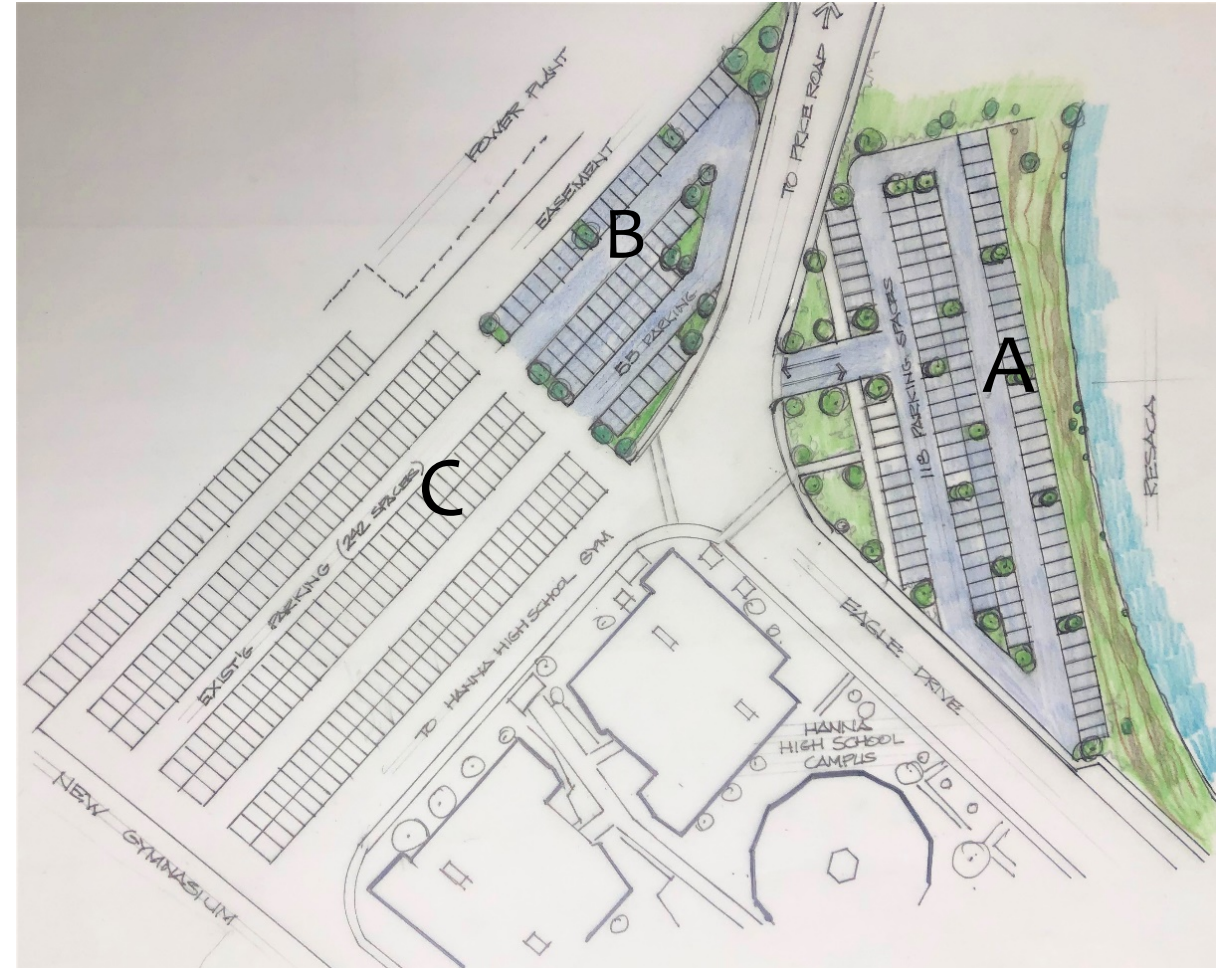 POWER PLANT
EASEMENT
TO PRICE ROAD
B
55 PARKING
A
118 PARKING SPACES
RESACA
C
EXIST'G PARKING (242 SPACES)
TO HANNA HIGH SCHOOL GYM
EAGLE DRIVE
HANNA
HIGH SCHOOL
CAMPUS
NEW GYMNASIUM